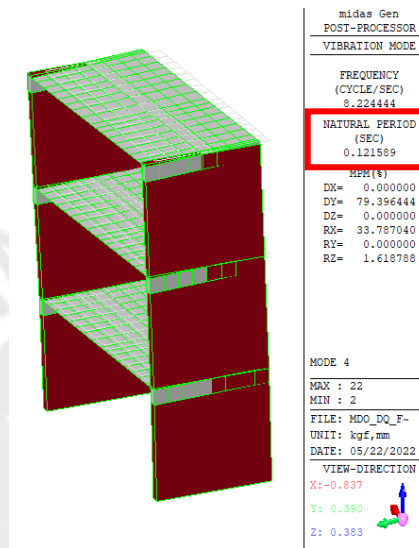 midas Gen
POST-PROCESSOR
VIBRATION MODE
FREQUENCY
(CYCLE/SEC)
8.224444
NATURAL PERIOD
(SEC)
0.121589
MPM(%)
DX= 0.000000
DY= 79.396444
DZ= 0.000000
RX= 33.787040
RY= 0.000000
RZ= 1.618788
MODE 4
MAX : 22
MIN : 2
FILE: MDO_DQ_F~
UNIT: kgf,mm
DATE: 05/22/2022
VIEW-DIRECTION
X:-0.837
Y: 0.390
Z: 0.383